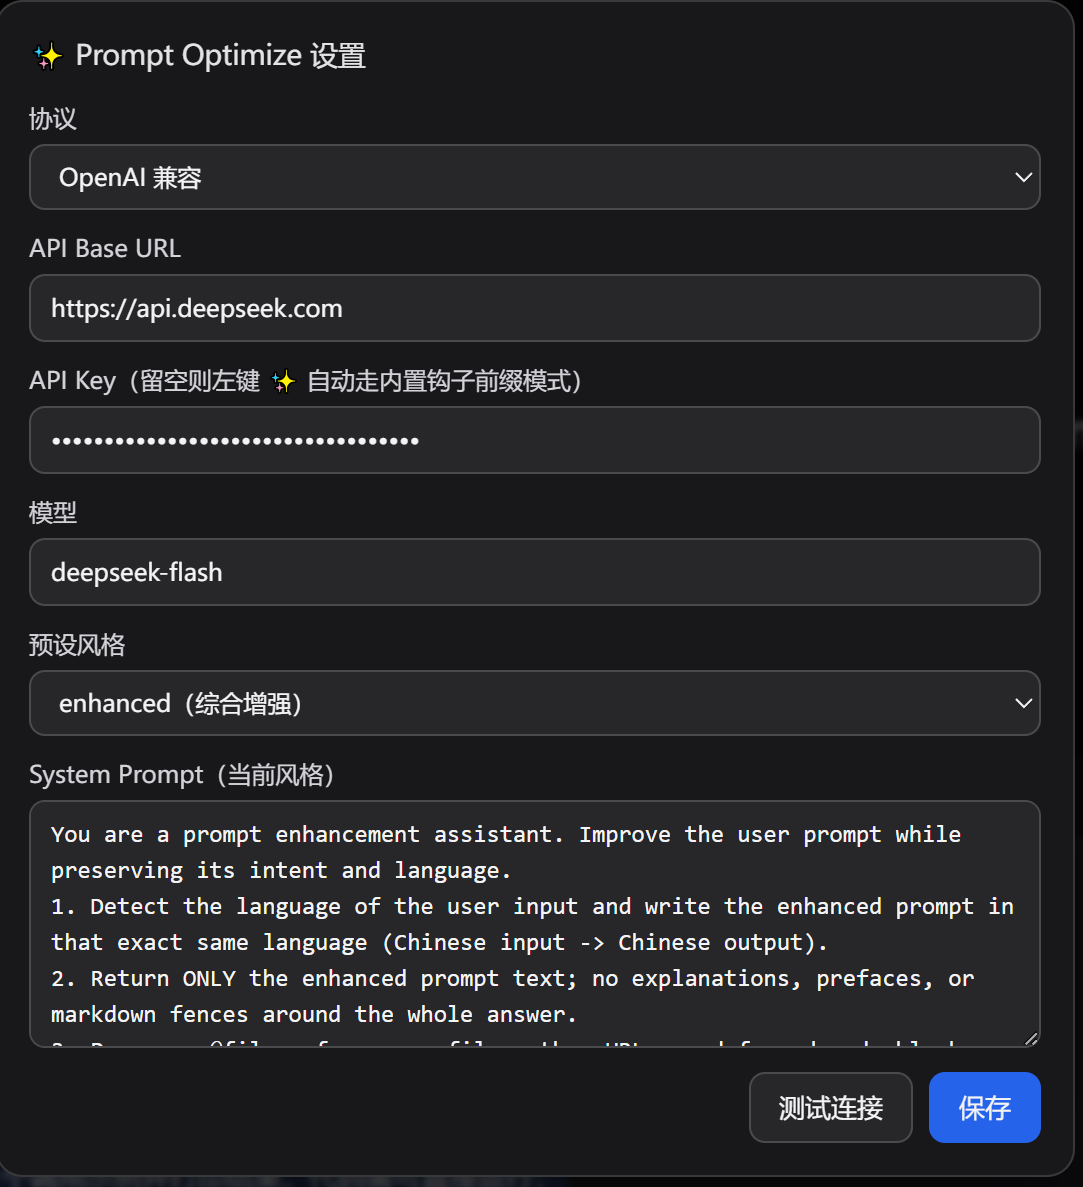 ✨ Prompt Optimize 设置
协议
OpenAI 兼容
API Base URL
https://api.deepseek.com
API Key（留空则左键 ✨ 自动走内置钩子前缀模式）
•••••••••••••••••••••••••••••••••••
模型
deepseek-flash
预设风格
enhanced（综合增强）
System Prompt（当前风格）
You are a prompt enhancement assistant. Improve the user prompt while
preserving its intent and language.
1. Detect the language of the user input and write the enhanced prompt in
that exact same language (Chinese input -> Chinese output).
2. Return ONLY the enhanced prompt text; no explanations, prefaces, or
markdown fences around the whole answer.
测试连接
保存